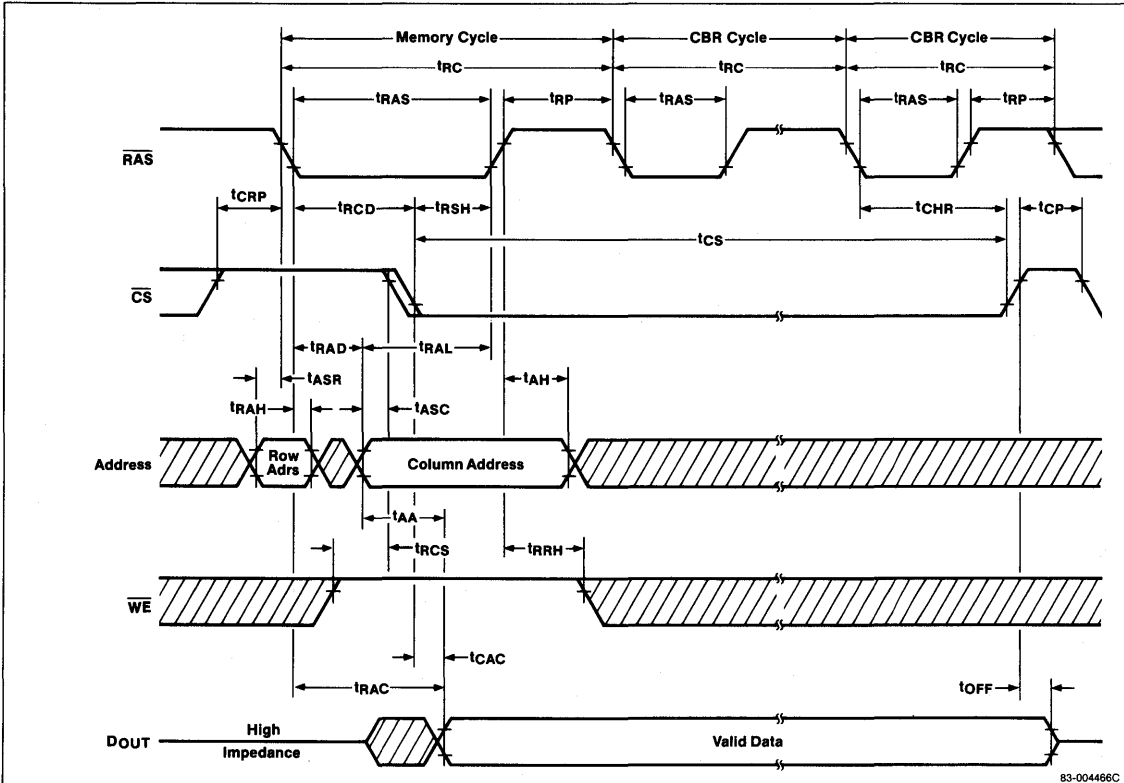 Memory Cycle CBR Cycle CBR Cycle
tRC tRC tRC
tRAS tRP tRAS tRAS tRP
RAS
tCRP tRCD tRSH tCHR tCP
tCS
CS
tRAD tRAL
tASR tAH
tRAH tASC
Address Row Adrs Column Address
tAA
tRCS tRRH
WE
tCAC
tRAC tOFF
DOUT High Impedance Valid Data
83-004466C